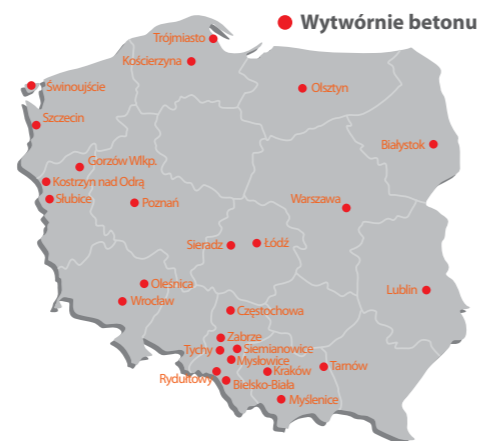 Wytwórnie betonu
Trójmiasto
Kościerzyna
Świnoujście
Olsztyn
Szczecin
Białystok
Gorzów Wlkp.
Kostrzyn nad Odrą
Słubice
Poznań
Warszawa
Sieradz
Łódź
Oleśnica
Lublin
Wrocław
Częstochowa
Zabrze
Tychy
Siemianowice
Mysłowice
Rydułtowy
Kraków
Tarnów
Bielsko-Biała
Myślenice